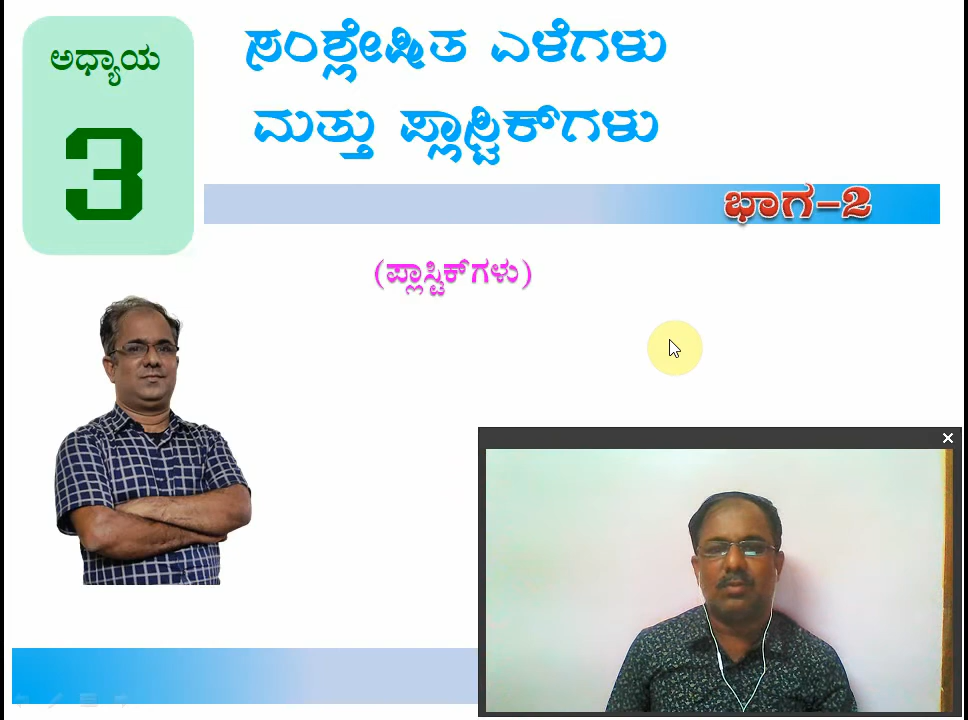 ಅಧ್ಯಾಯ
3
ಸಂಶ್ಲೇಷಿತ ಎಳೆಗಳು
ಮತ್ತು ಪ್ಲಾಸ್ಟಿಕ್‌ಗಳು
ಭಾಗ-2
(ಪ್ಲಾಸ್ಟಿಕ್‌ಗಳು)